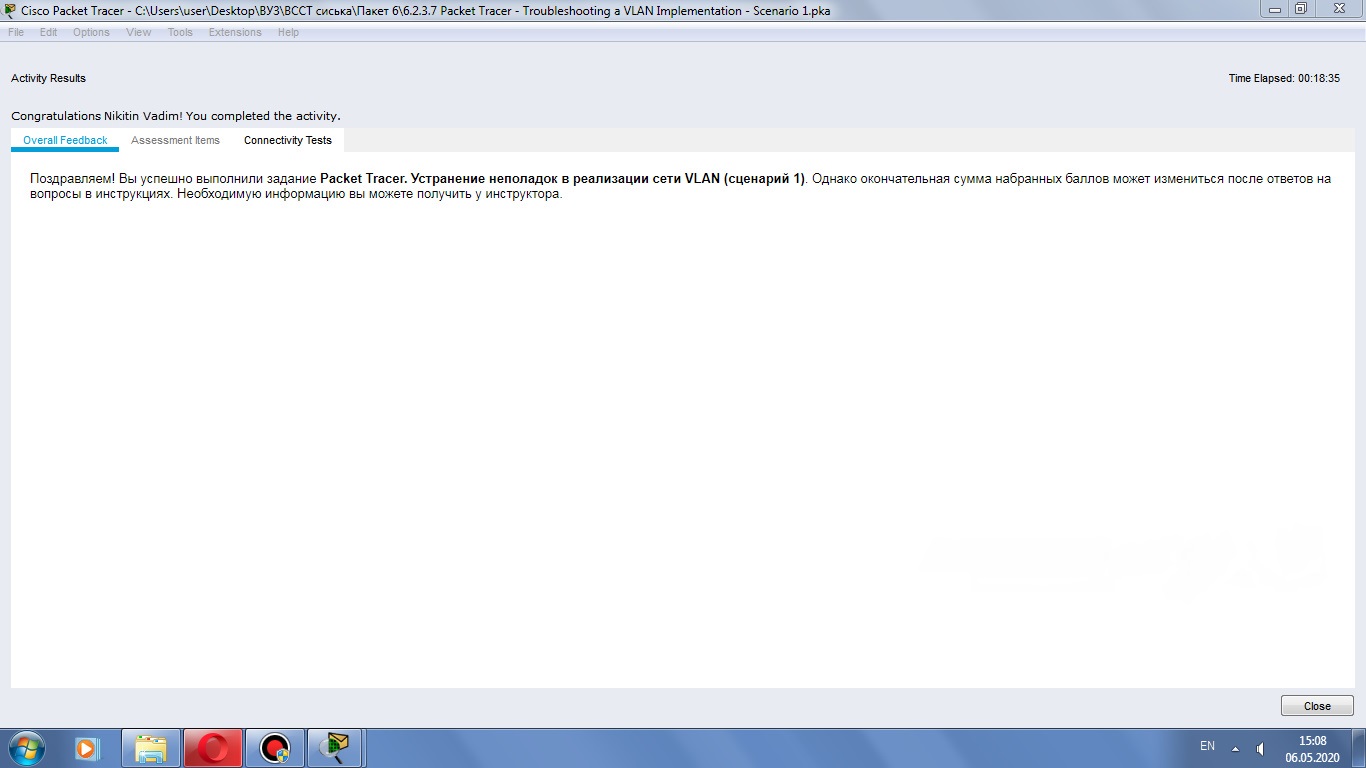 Cisco Packet Tracer - C:\Users\user\Desktop\ВУЗ\ВССТ сиська\Пакет 6\6.2.3.7 Packet Tracer - Troubleshooting a VLAN Implementation - Scenario 1.pka
File Edit Options View Tools Extensions Help
Activity Results
Time Elapsed: 00:18:35
Congratulations Nikitin Vadim! You completed the activity.
Overall Feedback Assessment Items Connectivity Tests
Поздравляем! Вы успешно выполнили задание Packet Tracer. Устранение неполадок в реализации сети VLAN (сценарий 1). Однако окончательная сумма набранных баллов может измениться после ответов на
вопросы в инструкциях. Необходимую информацию вы можете получить у инструктора.
Close
EN
15:08
06.05.2020